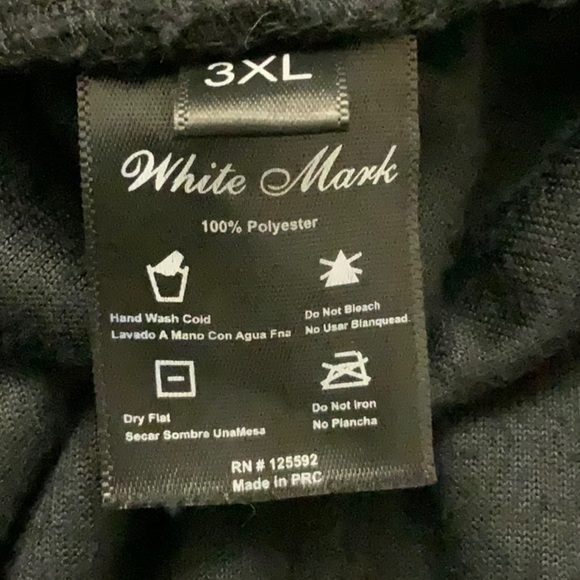 3XL
White Mark
100% Polyester
Hand Wash Cold
Lavado A Mano Con Agua Fna
Do Not Bleach
No Usar Blanquead
Dry Flat
Secar Sombra UnaMesa
Do Not Iron
No Plancha
RN # 125592
Made in PRC